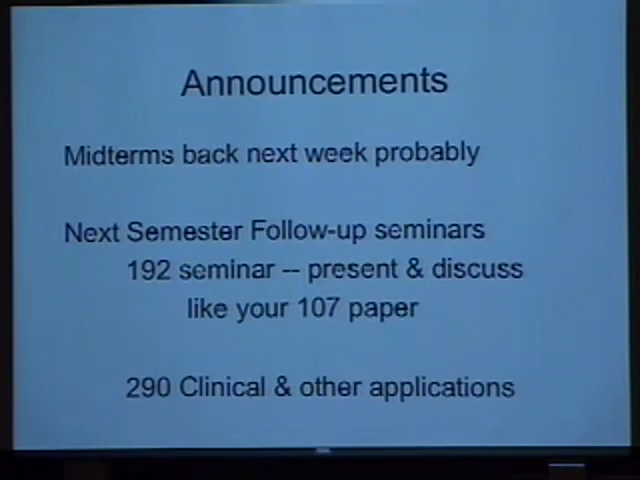 Announcements
Midterms back next week probably
Next Semester Follow-up seminars
192 seminar -- present & discuss
like your 107 paper
290 Clinical & other applications